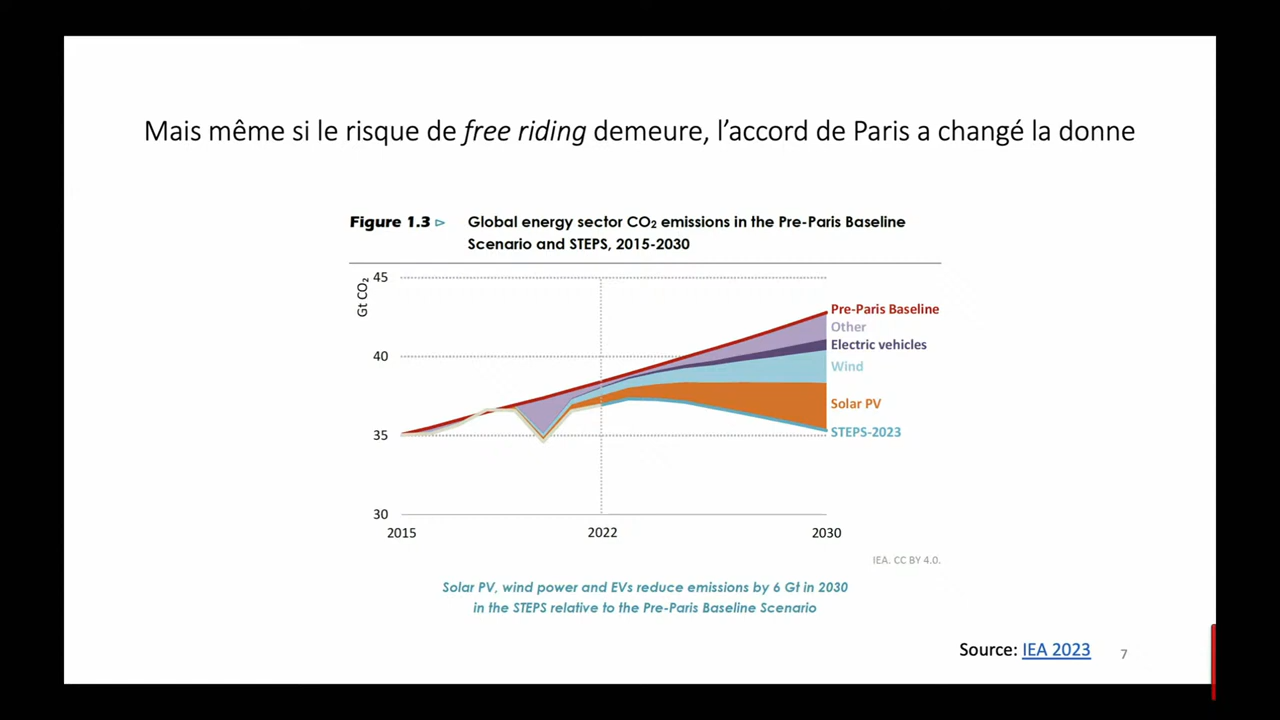 Mais même si le risque de free riding demeure, l’accord de Paris a changé la donne
Figure 1.3 ▻ Global energy sector CO₂ emissions in the Pre-Paris Baseline
Scenario and STEPS, 2015-2030
Gt CO₂
45
40
35
30
2015
2022
2030
Pre-Paris Baseline
Other
Electric vehicles
Wind
Solar PV
STEPS-2023
IEA. CC BY 4.0.
Solar PV, wind power and EVs reduce emissions by 6 Gt in 2030
in the STEPS relative to the Pre-Paris Baseline Scenario
Source: IEA 2023
7